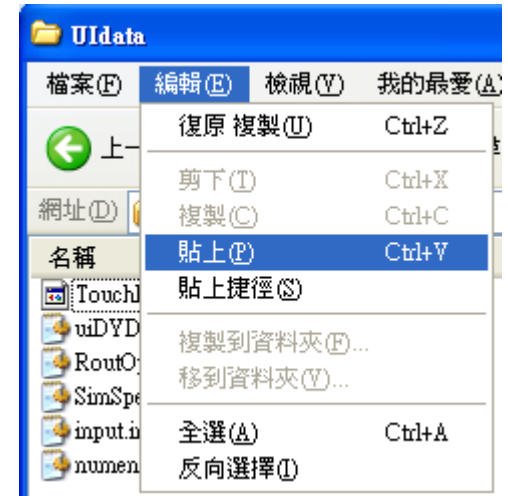 UIdata
檔案(F) 編輯(E) 檢視(V) 我的最愛(A)
復原 複製(U) Ctrl+Z
上一
剪下(T) Ctrl+X
網址(D)
複製(C) Ctrl+C
名稱
貼上(P) Ctrl+V
貼上捷徑(S)
uiDYD
複製到資料夾(F)...
RoutO
移到資料夾(V)...
SimSpe
input.i
全選(A) Ctrl+A
numen
反向選擇(I)